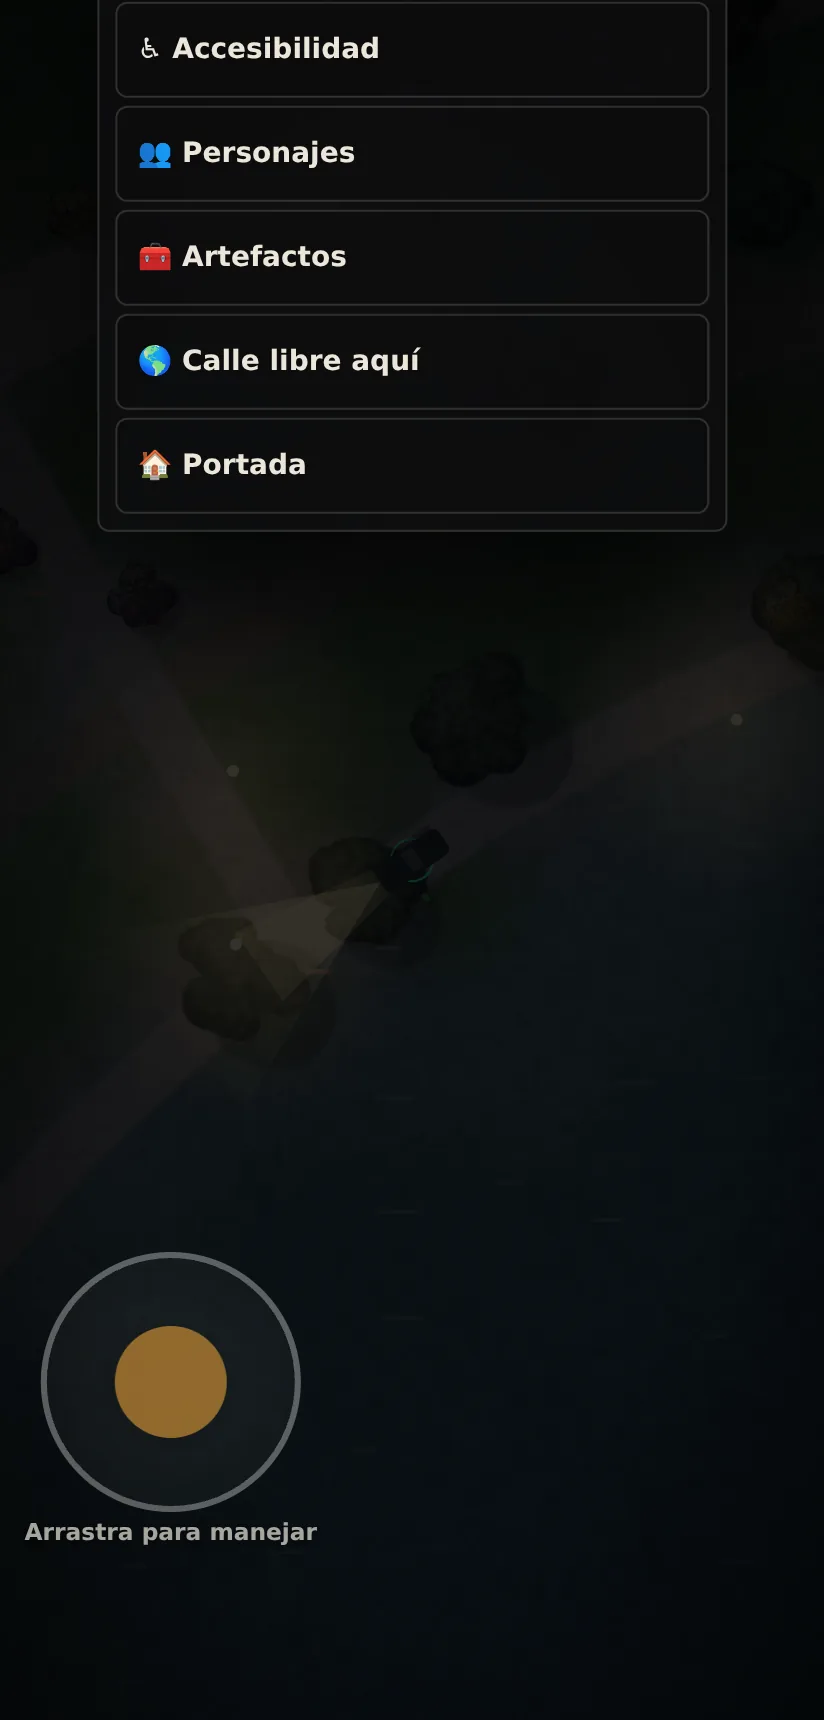 Accesibilidad
Personajes
Artefactos
Calle libre aquí
Portada
Arrastra para manejar